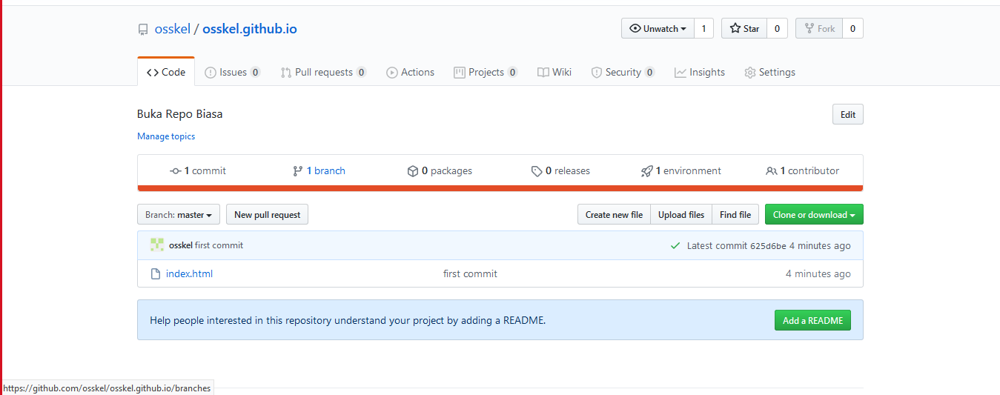 osskel / osskel.github.io
Unwatch 1 Star 0 Fork 0
Code Issues 0 Pull requests 0 Actions Projects 0 Wiki Security 0 Insights Settings
Buka Repo Biasa
Edit
Manage topics
1 commit 1 branch 0 packages 0 releases 1 environment 1 contributor
Branch: master New pull request Create new file Upload files Find file Clone or download
osskel first commit Latest commit 625d6be 4 minutes ago
index.html first commit 4 minutes ago
Help people interested in this repository understand your project by adding a README. Add a README
https://github.com/osskel/osskel.github.io/branches